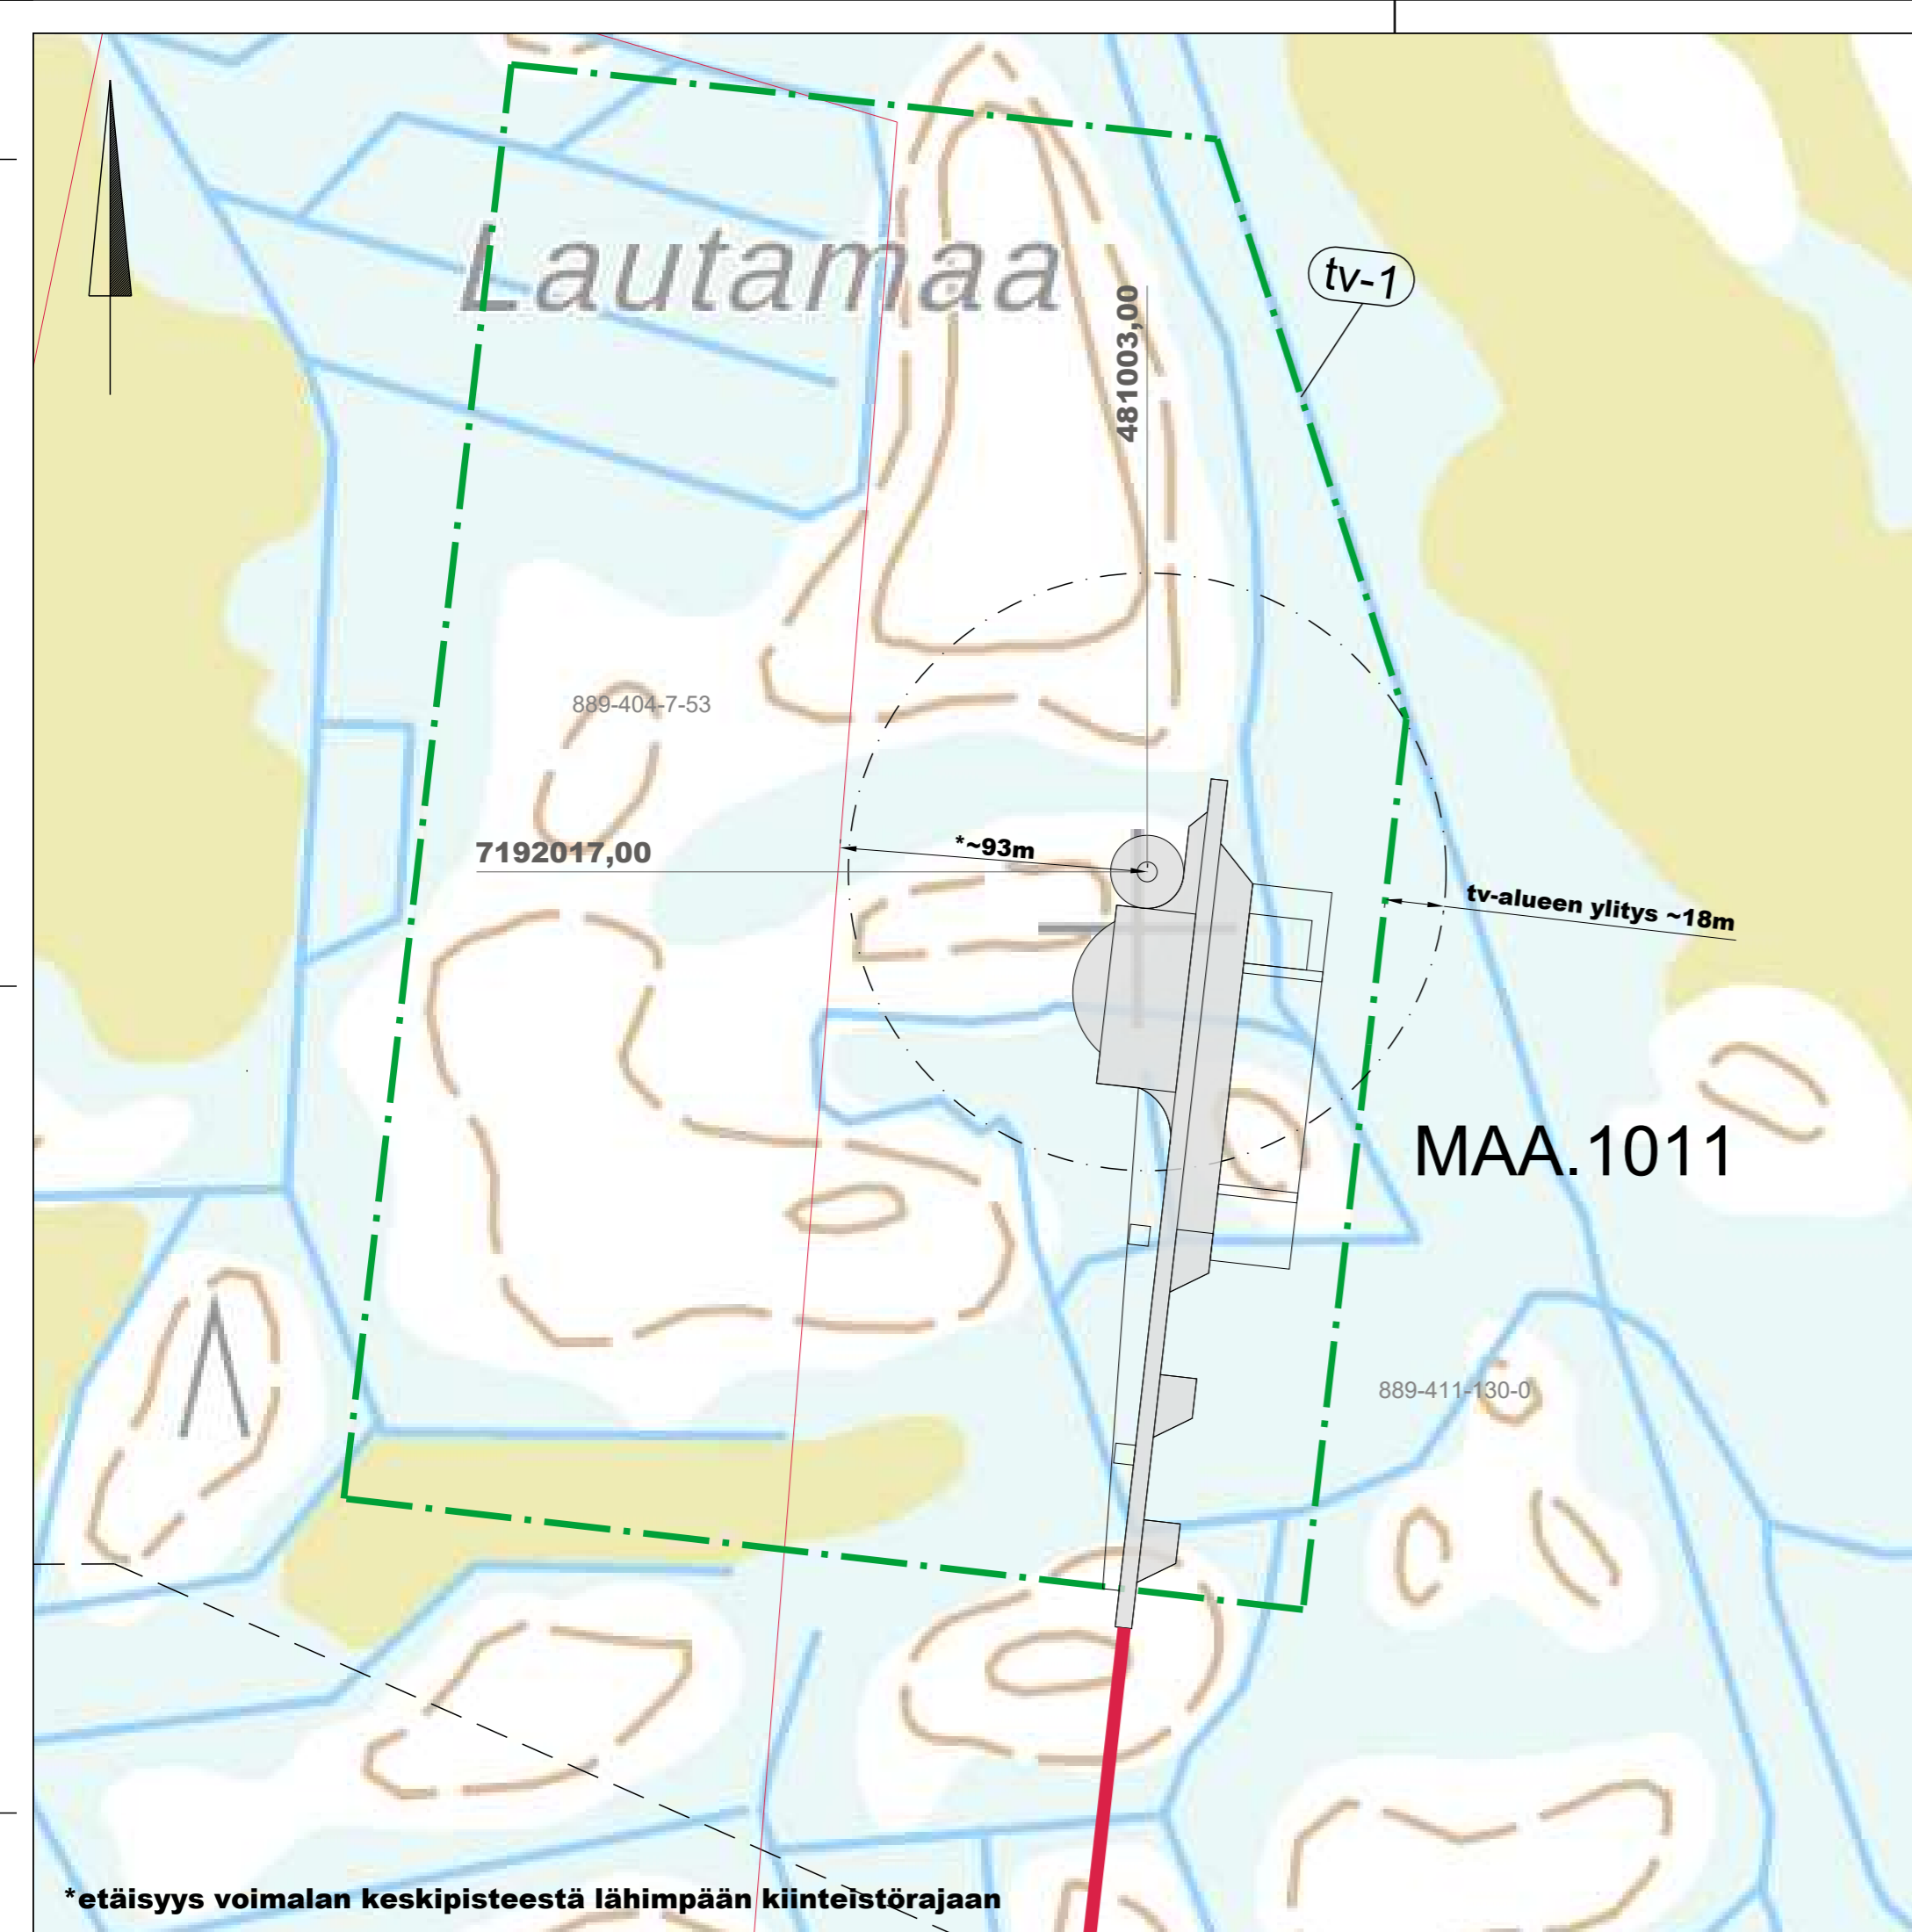 Lautamaa
tv-1
481003,00
889-404-7-53
7192017,00
*~93m
tv-alueen ylitys ~18m
MAA.1011
889-411-130-0
*etäisyys voimalan keskipisteestä lähimpään kiinteistörajaan